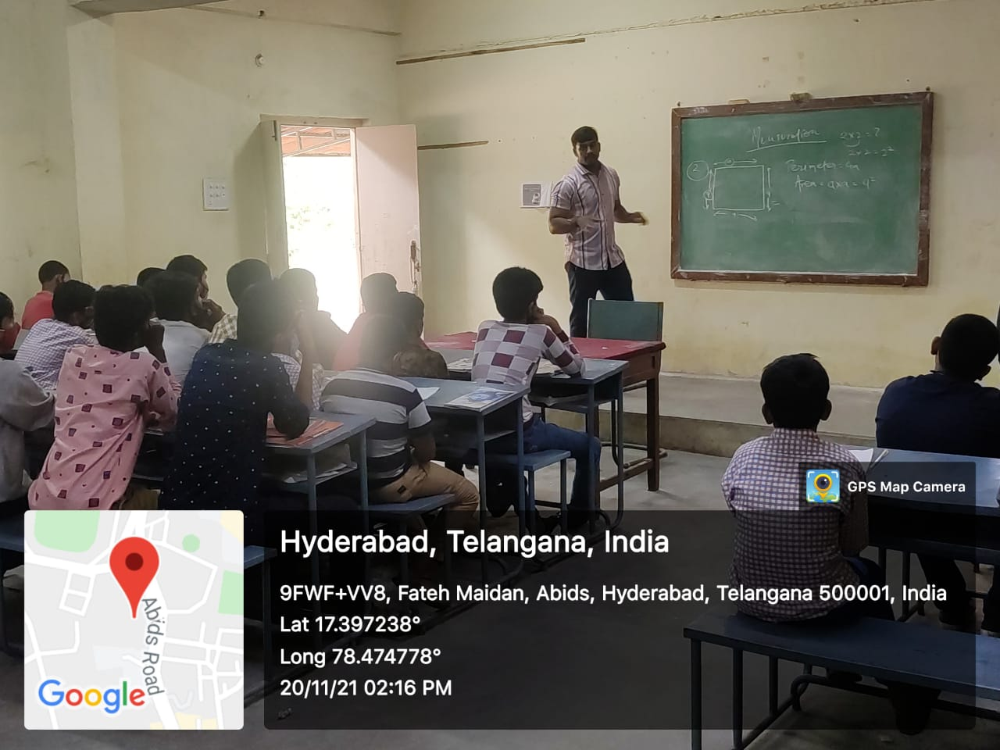 Mensuration
2×2=?
2×2=2²
2
Perimeter=4a
Area=a×a=a²
GPS Map Camera
Hyderabad, Telangana, India
9FWF+VV8, Fateh Maidan, Abids, Hyderabad, Telangana 500001, India
Lat 17.397238°
Long 78.474778°
20/11/21 02:16 PM
Abids Road
Google